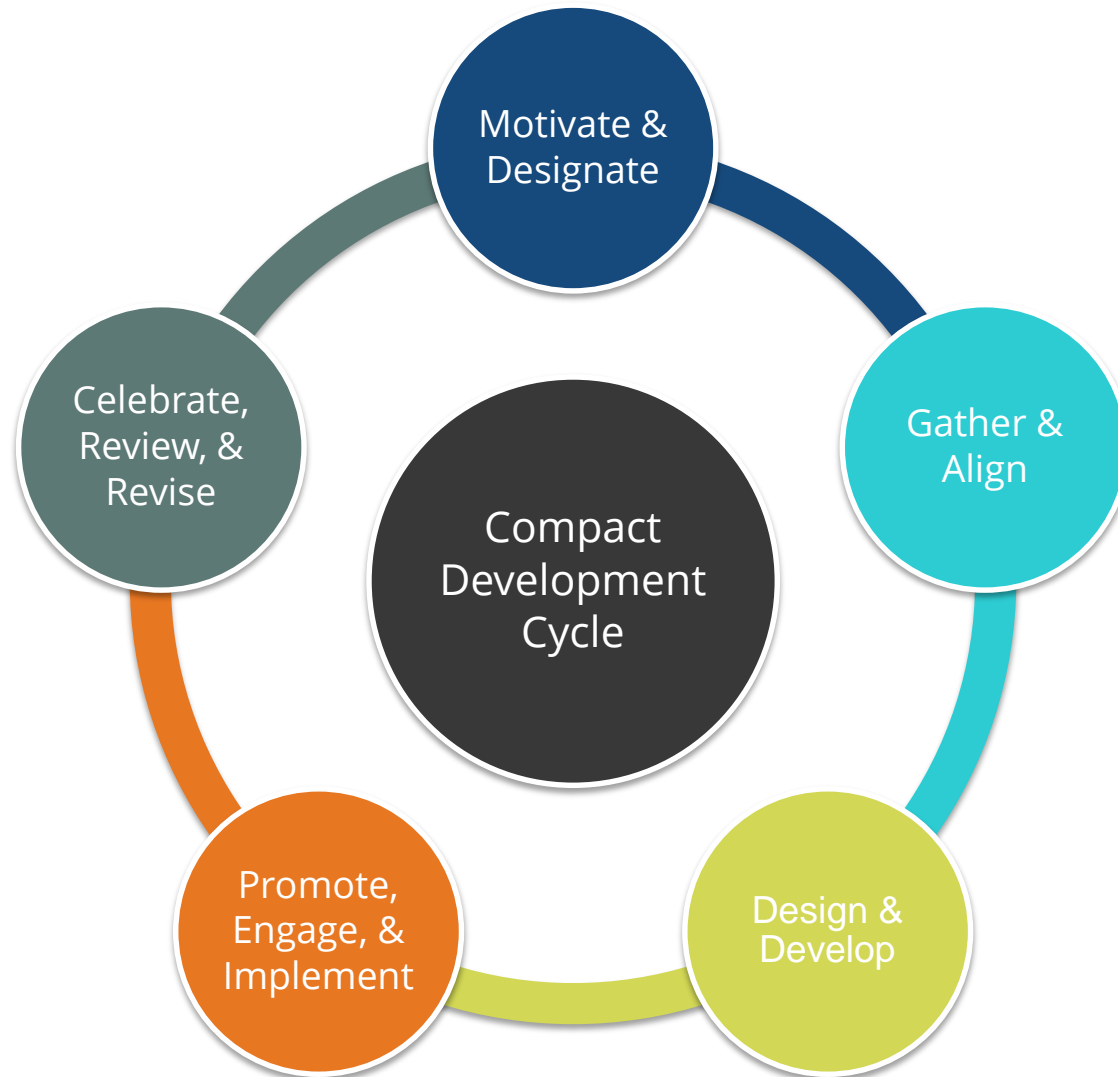 Motivate &
Designate
Gather &
Align
Design &
Develop
Promote,
Engage, &
Implement
Celebrate,
Review, &
Revise
Compact
Development
Cycle